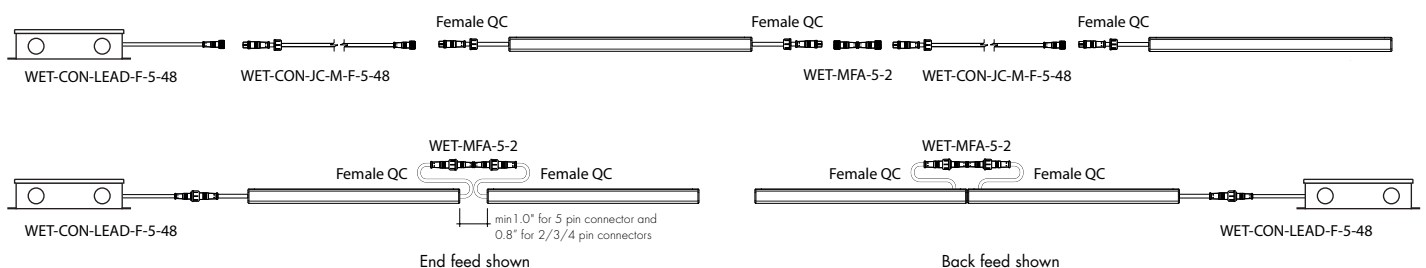 Female QC
Female QC
Female QC
WET-CON-LEAD-F-5-48
WET-CON-JC-M-F-5-48
WET-MFA-5-2
WET-CON-JC-M-F-5-48
WET-MFA-5-2
WET-MFA-5-2
Female QC
Female QC
Female QC
Female QC
min1.0" for 5 pin connector and
0.8" for 2/3/4 pin connectors
WET-CON-LEAD-F-5-48
WET-CON-LEAD-F-5-48
End feed shown
Back feed shown